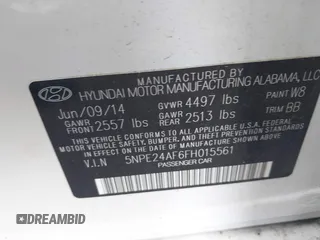 MANUFACTURED BY
HYUNDAI MOTOR MANUFACTURING ALABAMA, LLC
Jun/09/14 GVWR 4497 lbs PAINT W8
GAWR FRONT 2557 lbs GAWR REAR 2513 lbs TRIM BB
THIS VEHICLE CONFORMS TO ALL APPLICABLE
U.S. FEDERAL MOTOR VEHICLE SAFETY, BUMPER,
AND THEFT PREVENTION STANDARDS IN EFFECT ON
THE DATE OF MANUFACTURE SHOWN ABOVE.
V.I.N 5NPE24AF6FH015561
PASSENGER CAR
DREAMBID
DREAMBID.COM